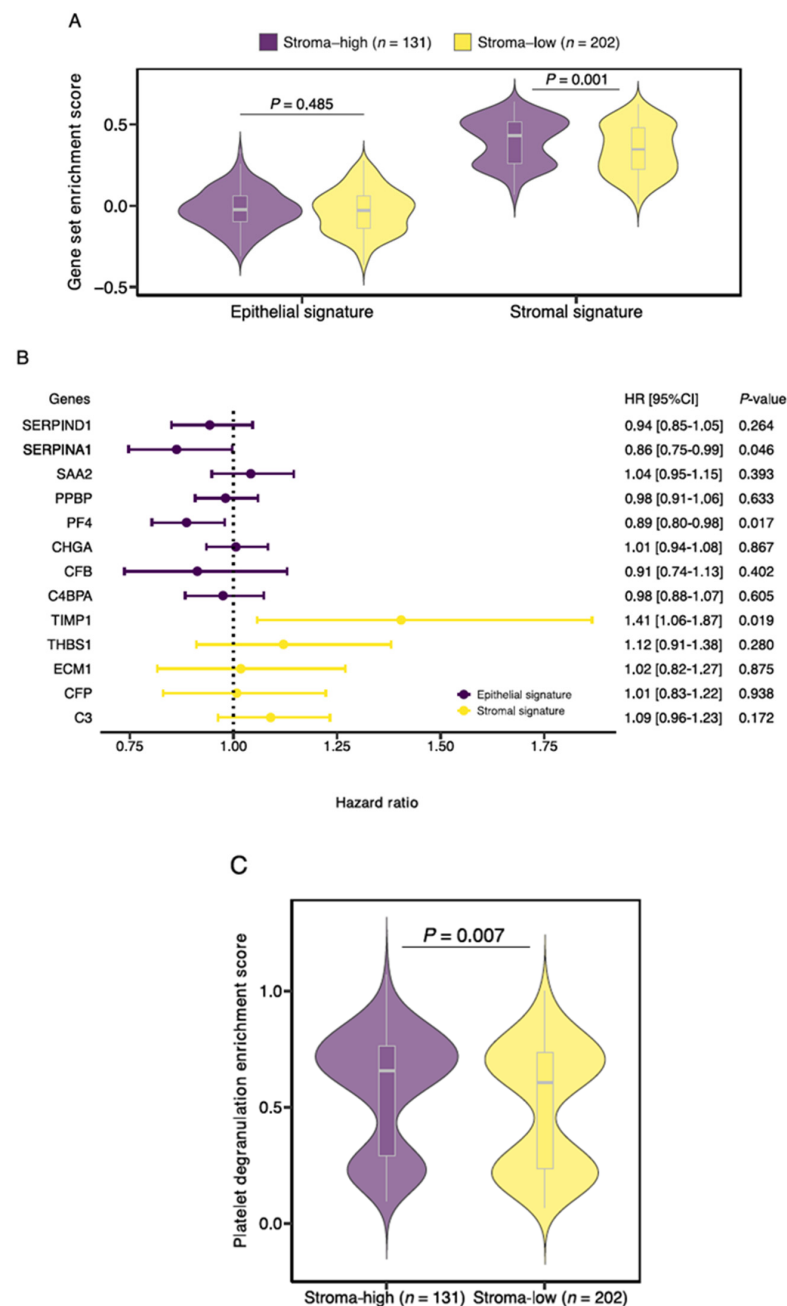 A
Stroma–high (n = 131) Stroma–low (n = 202)
Gene set enrichment score
0.5
0.0
–0.5
P = 0.485
P = 0.001
Epithelial signature Stromal signature
B
Genes HR [95%CI] P-value
SERPIND1 0.94 [0.85-1.05] 0.264
SERPINA1 0.86 [0.75-0.99] 0.046
SAA2 1.04 [0.95-1.15] 0.393
PPBP 0.98 [0.91-1.06] 0.633
PF4 0.89 [0.80-0.98] 0.017
CHGA 1.01 [0.94-1.08] 0.867
CFB 0.91 [0.74-1.13] 0.402
C4BPA 0.98 [0.88-1.07] 0.605
TIMP1 1.41 [1.06-1.87] 0.019
THBS1 1.12 [0.91-1.38] 0.280
ECM1 1.02 [0.82-1.27] 0.875
CFP 1.01 [0.83-1.22] 0.938
C3 1.09 [0.96-1.23] 0.172
Epithelial signature
Stromal signature
0.75 1.00 1.25 1.50 1.75
Hazard ratio
C
Platelet degranulation enrichment score
1.0
0.5
0.0
P = 0.007
Stroma-high (n = 131) Stroma-low (n = 202)